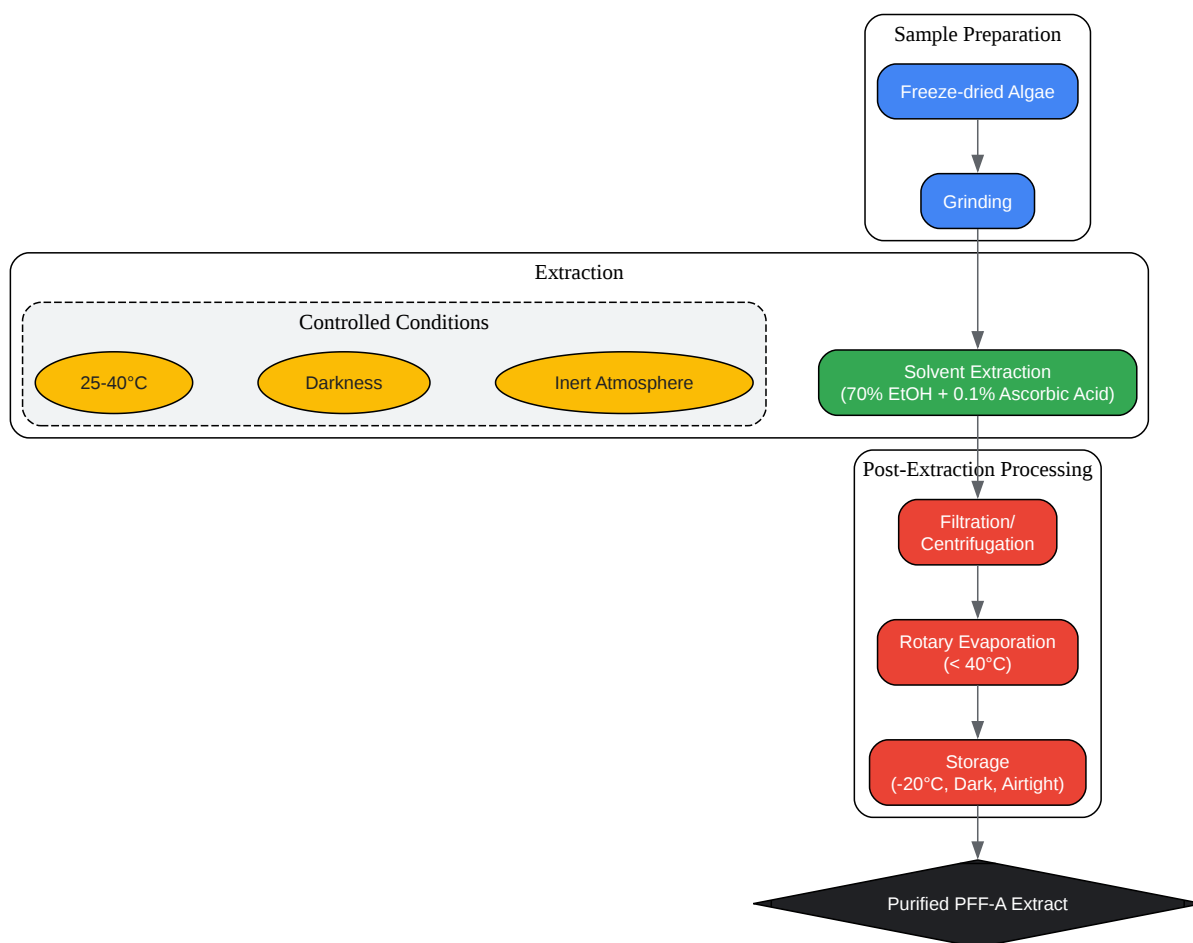 Sample Preparation
Freeze-dried Algae
Grinding
Extraction
Controlled Conditions
25-40°C
Darkness
Inert Atmosphere
Solvent Extraction
(70% EtOH + 0.1% Ascorbic Acid)
Post-Extraction Processing
Filtration/
Centrifugation
Rotary Evaporation
(< 40°C)
Storage
(-20°C, Dark, Airtight)
Purified PFF-A Extract